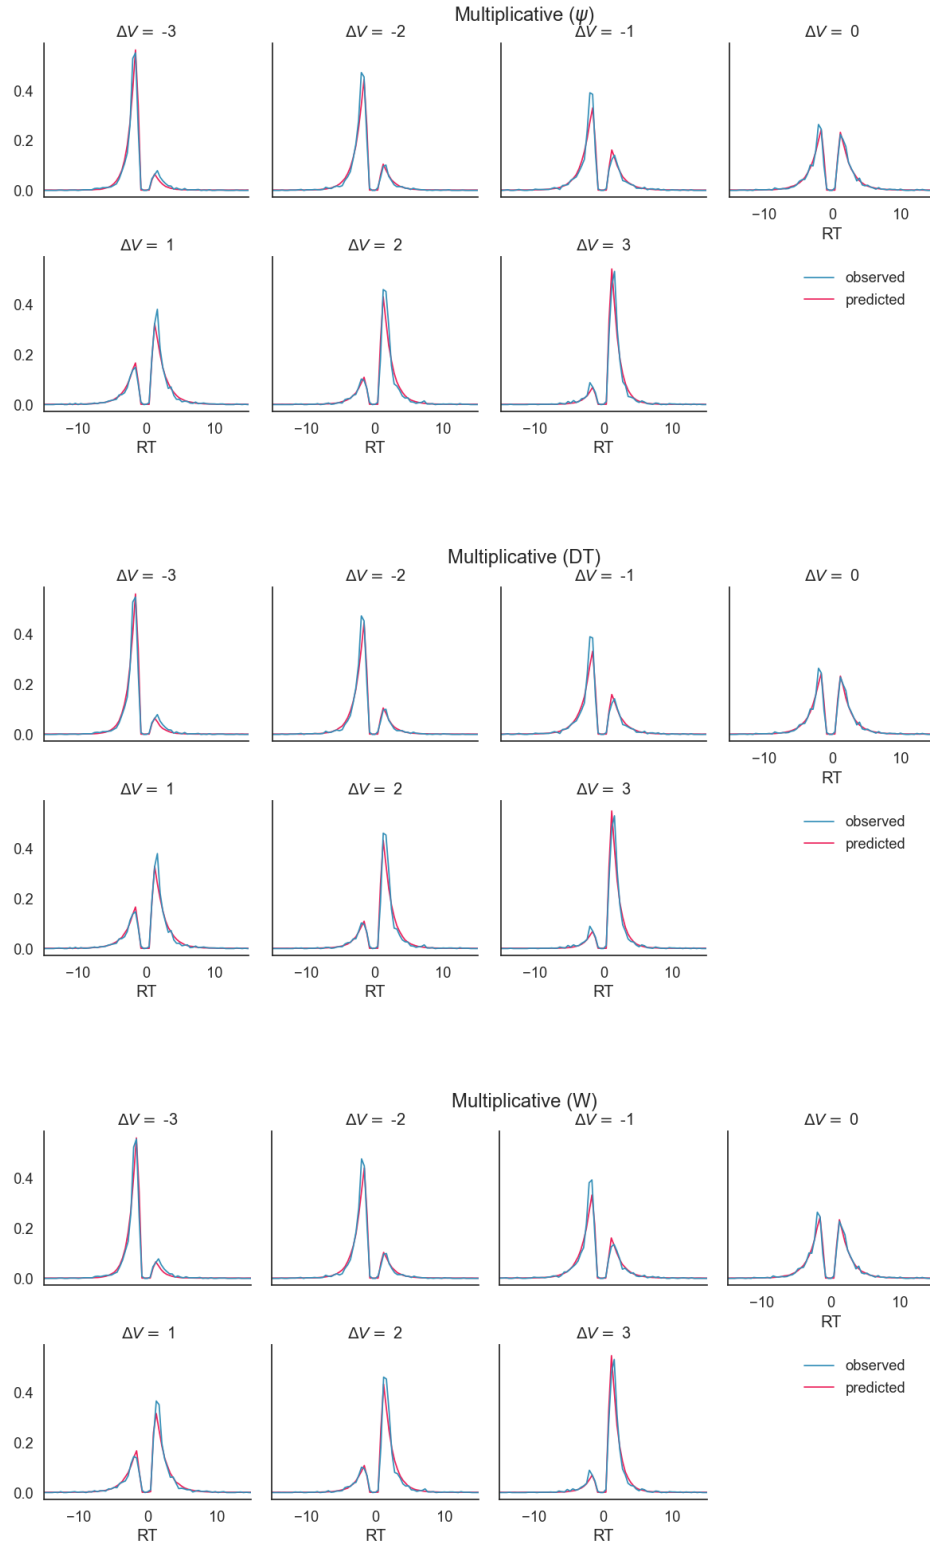 Multiplicative (ψ)
ΔV = -3
ΔV = -2
ΔV = -1
ΔV = 0
0.4
0.2
0.0
−10 0 10
RT
ΔV = 1
ΔV = 2
ΔV = 3
observed
predicted
0.4
0.2
0.0
−10 0 10
−10 0 10
−10 0 10
RT
RT
RT
Multiplicative (DT)
ΔV = -3
ΔV = -2
ΔV = -1
ΔV = 0
0.4
0.2
0.0
−10 0 10
RT
ΔV = 1
ΔV = 2
ΔV = 3
observed
predicted
0.4
0.2
0.0
−10 0 10
−10 0 10
−10 0 10
RT
RT
RT
Multiplicative (W)
ΔV = -3
ΔV = -2
ΔV = -1
ΔV = 0
0.4
0.2
0.0
−10 0 10
RT
ΔV = 1
ΔV = 2
ΔV = 3
observed
predicted
0.4
0.2
0.0
−10 0 10
−10 0 10
−10 0 10
RT
RT
RT